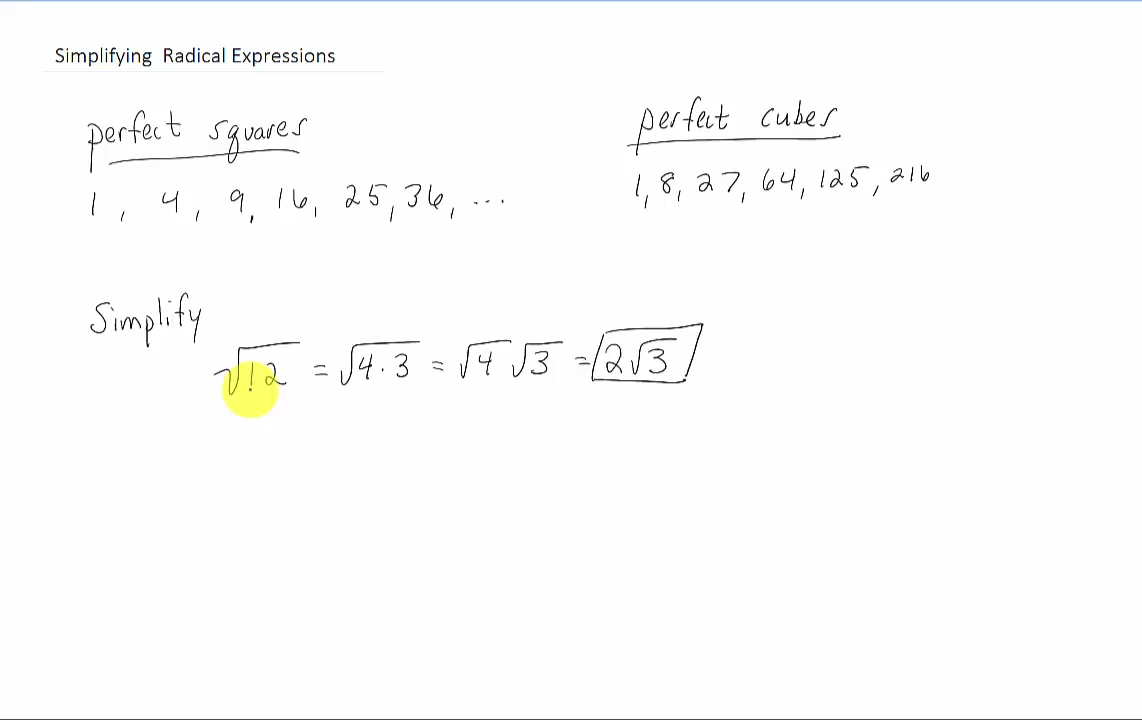 Simplifying Radical Expressions
perfect squares
1, 4, 9, 16, 25, 36, ...
perfect cubes
1, 8, 27, 64, 125, 216
Simplify
√12 = √4·3 = √4 √3 = 2√3